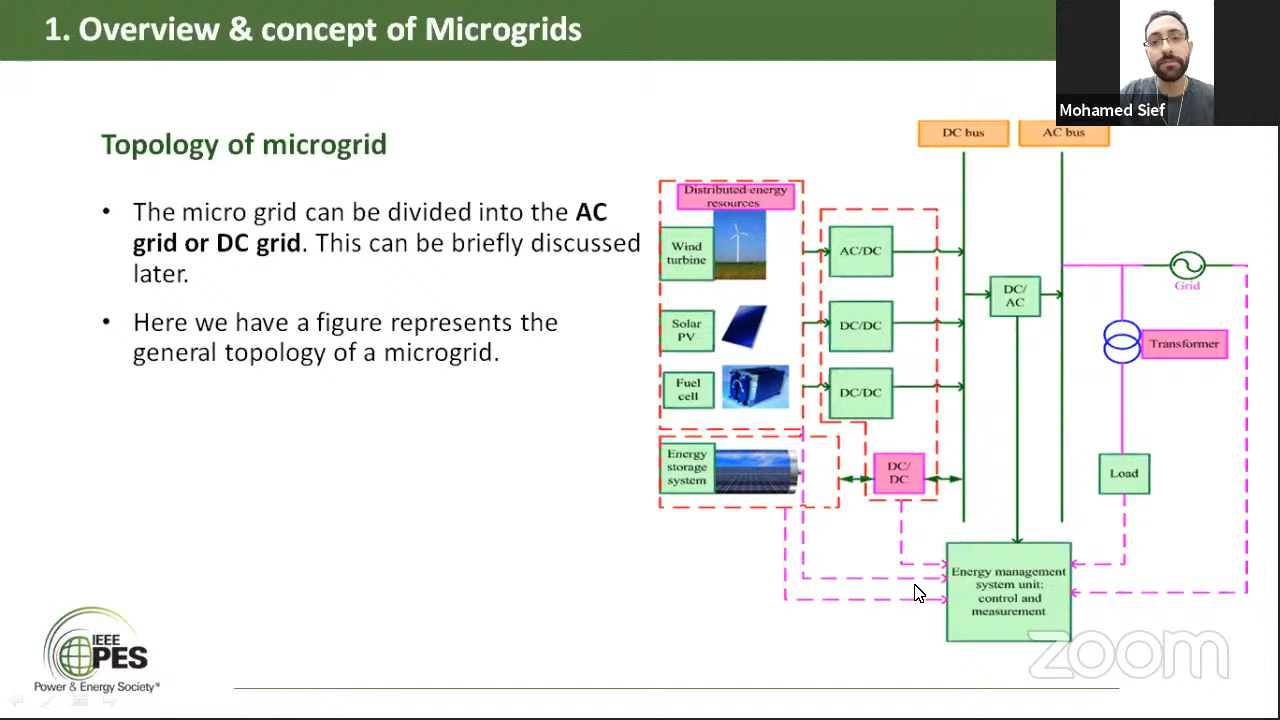 1. Overview & concept of Microgrids
Mohamed Sief
Topology of microgrid
• The micro grid can be divided into the AC
grid or DC grid. This can be briefly discussed
later.
• Here we have a figure represents the
general topology of a microgrid.
DC bus
AC bus
Distributed energy
resources
Wind
turbine
AC/DC
DC/
AC
Grid
Solar
PV
DC/DC
Transformer
Fuel
cell
DC/DC
Energy
storage
system
DC/
DC
Load
Energy management
system unit:
control and
measurement
IEEE
PES
Power & Energy Society®
zoom